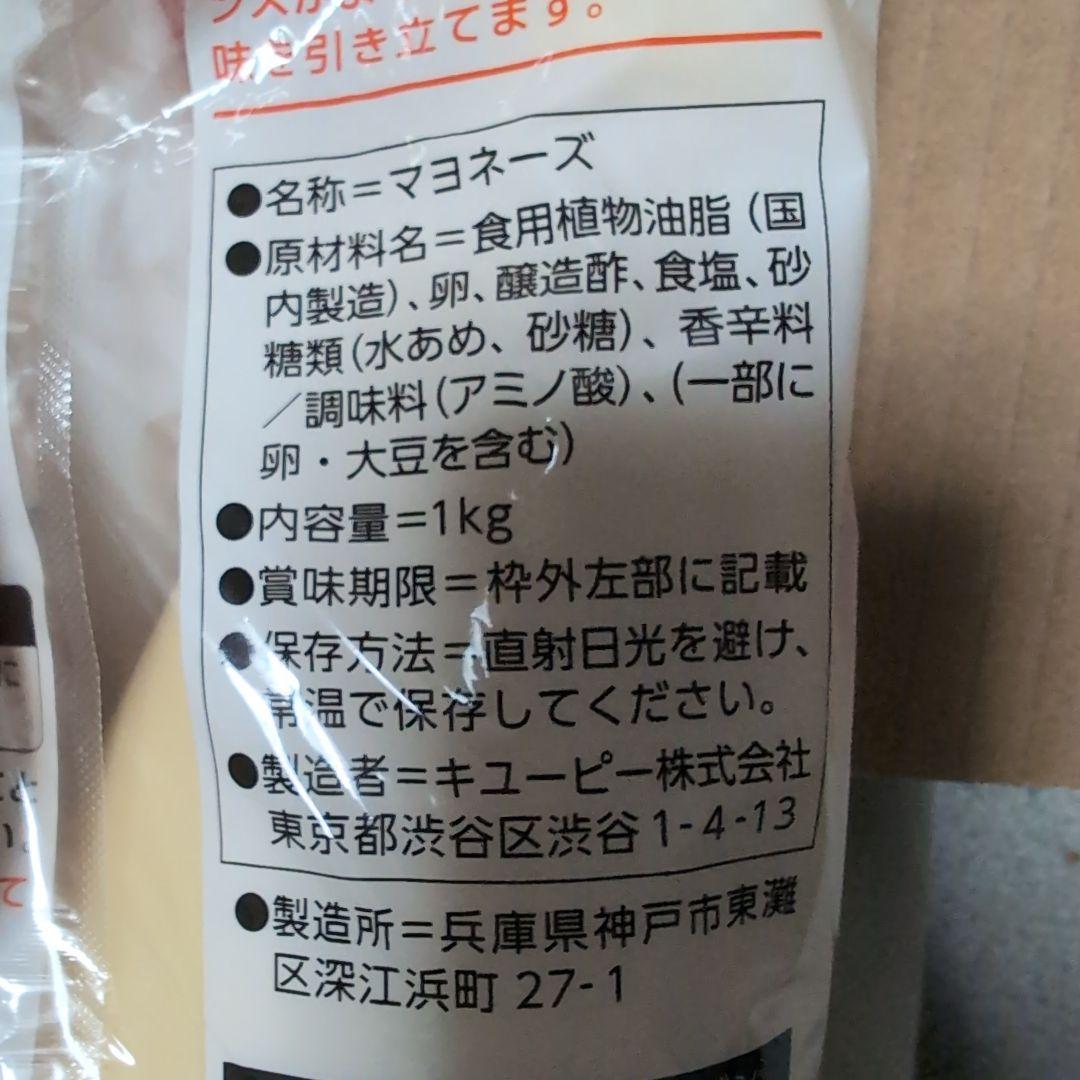 味を引き立てます。
●名称＝マヨネーズ
●原材料名＝食用植物油脂（国
内製造）、卵、醸造酢、食塩、砂
糖類（水あめ、砂糖）、香辛料
／調味料（アミノ酸）、（一部に
卵・大豆を含む）
●内容量＝1kg
●賞味期限＝枠外左部に記載
●保存方法＝直射日光を避け、
常温で保存してください。
●製造者＝キユーピー株式会社
東京都渋谷区渋谷1-4-13
●製造所＝兵庫県神戸市東灘
区深江浜町 27-1
に
い。
て